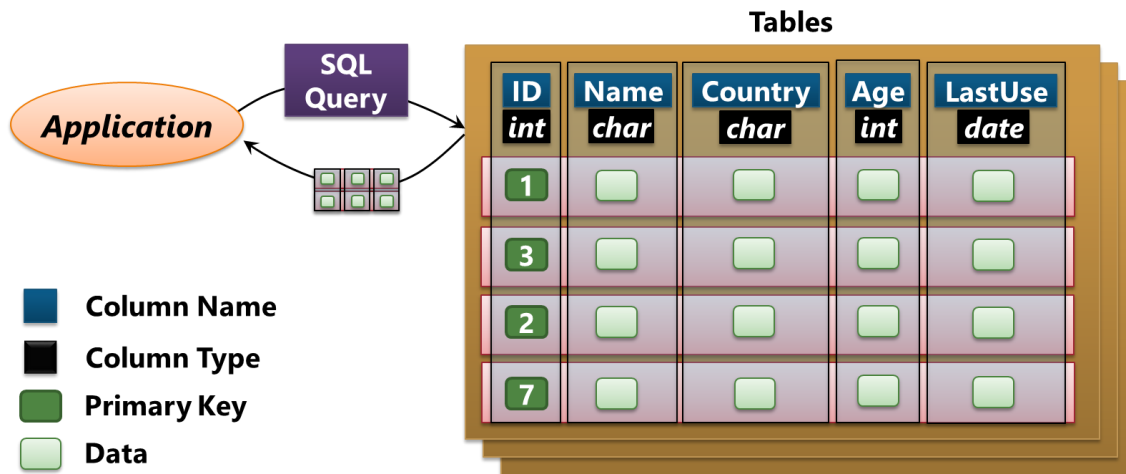 Tables
SQL
Query
Application
ID Name Country Age LastUse
int char char int date
1
3
2
7
Column Name
Column Type
Primary Key
Data